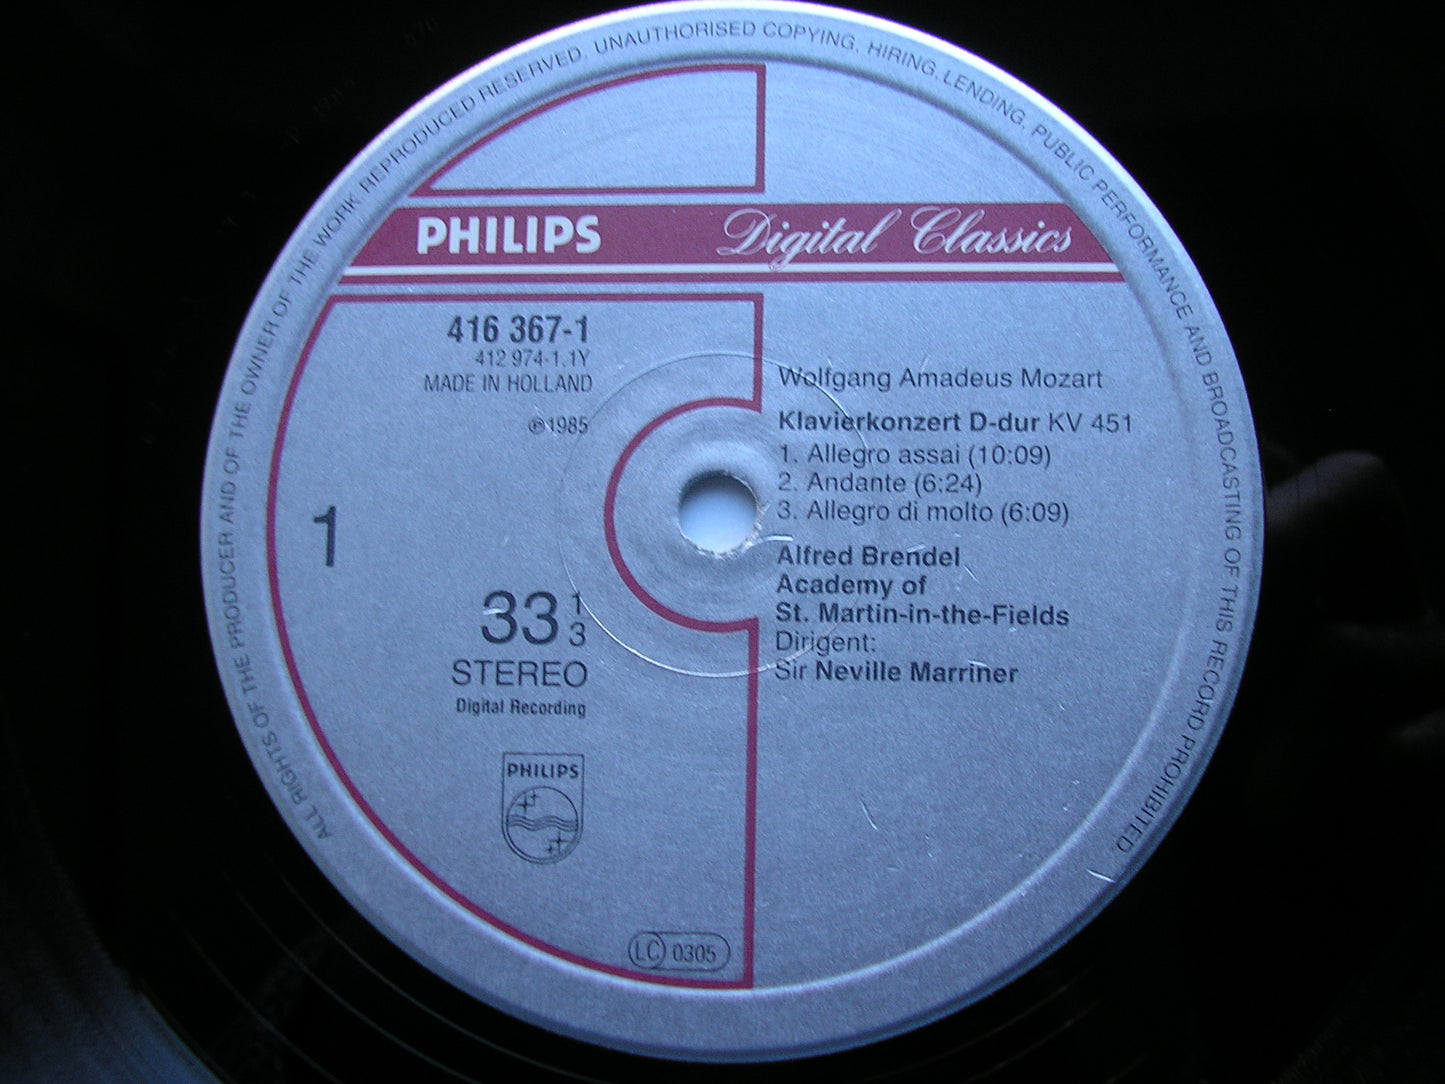 ALL RIGHTS OF THE PRODUCER AND OF THE OWNER OF THE WORK REPRODUCED RESERVED. UNAUTHORISED COPYING, HIRING, LENDING, PUBLIC PERFORMANCE AND BROADCASTING OF THIS RECORD PROHIBITED
PHILIPS Digital Classics
416 367-1
412 974-1.1Y
MADE IN HOLLAND
℗1985
1
33 1/3
STEREO
Digital Recording
PHILIPS
LC 0305
Wolfgang Amadeus Mozart
Klavierkonzert D-dur KV 451
1. Allegro assai (10:09)
2. Andante (6:24)
3. Allegro di molto (6:09)
Alfred Brendel
Academy of
St. Martin-in-the-Fields
Dirigent:
Sir Neville Marriner